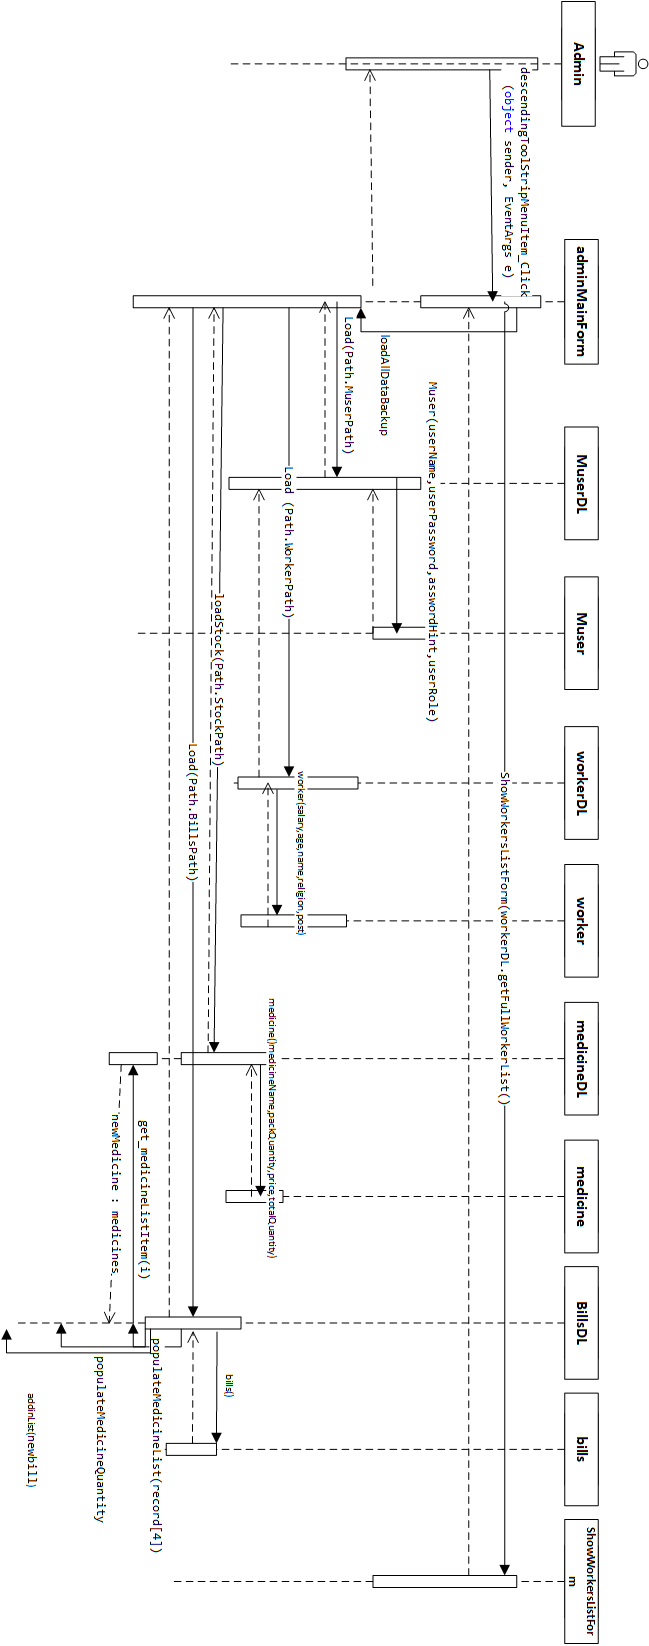 Admin
adminMainForm
MuserDL
Muser
workerDL
worker
medicineDL
medicine
BillsDL
bills
ShowWorkersListFor
m
descendingToolStripMenuItem_Click
(object sender, EventArgs e)
ShowWorkersListForm(workerDL.getFullWorkerList()
Muser(userName,userPassword,asswordHint,userRole)
loadAllDataBackup
Load(Path.MuserPath)
worker(salary,age,name,religion,post)
Load (Path.WorkerPath)
medicine()medicineName,packQuantity,price,totalQuantity)
bills()
loadStock(Path.StockPath)
Load(Path.BillsPath)
populateMedicineList(record[4])
get_medicineListItem(i)
newMedicine : medicines
populateMedicineQuantity
addinList(newbill)